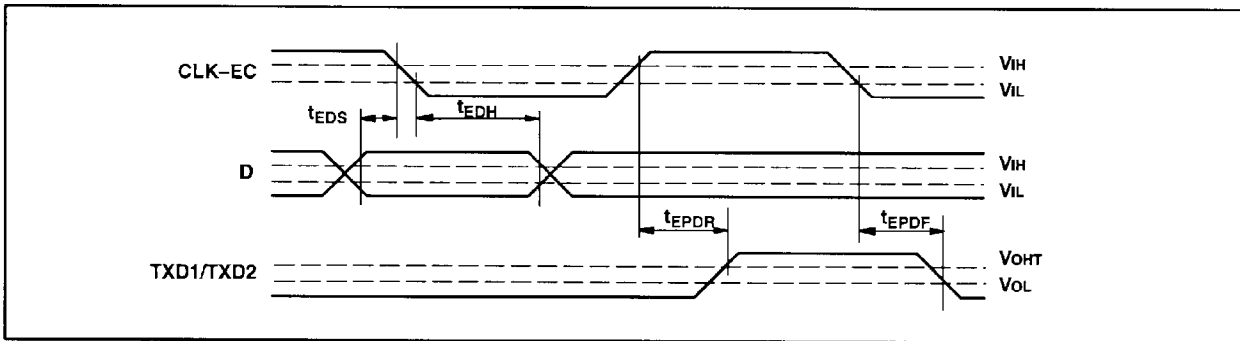 CLK–EC
VIH
VIL
tEDS
tEDH
D
VIH
VIL
tEPDR
tEPDF
TXD1/TXD2
VOHT
VOL